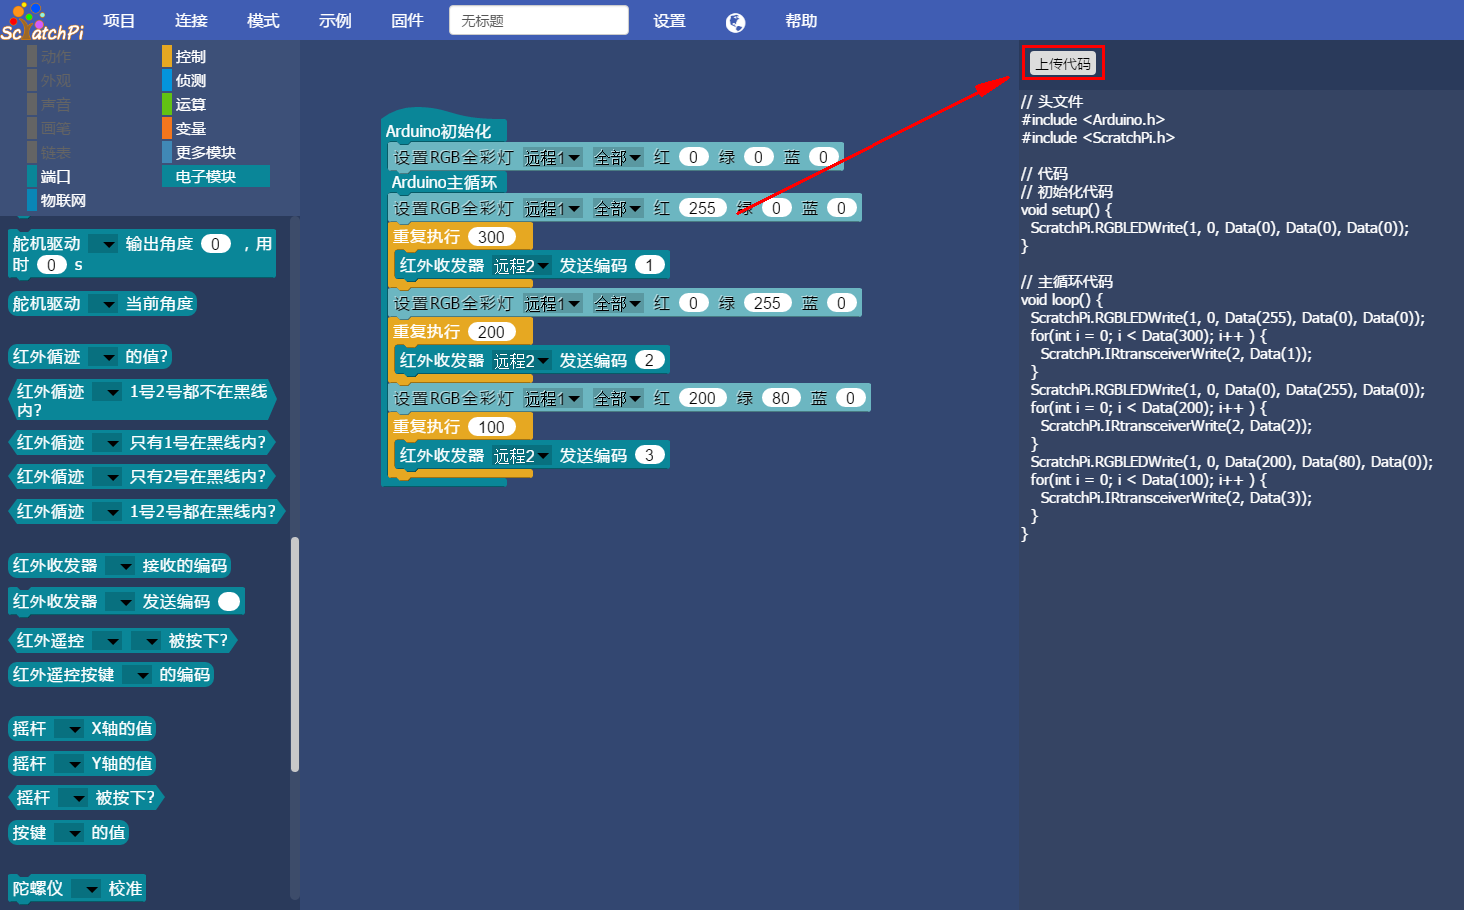 ScratchPi 项目 连接 模式 示例 固件 无标题 设置 帮助
动作 控制
外观 侦测
声音 运算
画笔 变量
链表 更多模块
端口 电子模块
物联网
舵机驱动 输出角度 0 ，用
时 0 s
舵机驱动 当前角度
红外循迹 的值?
红外循迹 1号2号都不在黑线
内?
红外循迹 只有1号在黑线内?
红外循迹 只有2号在黑线内?
红外循迹 1号2号都在黑线内?
红外收发器 接收的编码
红外收发器 发送编码
红外遥控 被按下?
红外遥控按键 的编码
摇杆 X轴的值
摇杆 Y轴的值
摇杆 被按下?
按键 的值
陀螺仪 校准
Arduino初始化
设置RGB全彩灯 远程1 全部 红 0 绿 0 蓝 0
Arduino主循环
设置RGB全彩灯 远程1 全部 红 255 绿 0 蓝 0
重复执行 300
红外收发器 远程2 发送编码 1
设置RGB全彩灯 远程1 全部 红 0 绿 255 蓝 0
重复执行 200
红外收发器 远程2 发送编码 2
设置RGB全彩灯 远程1 全部 红 200 绿 80 蓝 0
重复执行 100
红外收发器 远程2 发送编码 3
上传代码
// 头文件
#include <Arduino.h>
#include <ScratchPi.h>
// 代码
// 初始化代码
void setup() {
ScratchPi.RGBLEDWrite(1, 0, Data(0), Data(0), Data(0));
}
// 主循环代码
void loop() {
ScratchPi.RGBLEDWrite(1, 0, Data(255), Data(0), Data(0));
for(int i = 0; i < Data(300); i++ ) {
ScratchPi.IRtransceiverWrite(2, Data(1));
}
ScratchPi.RGBLEDWrite(1, 0, Data(0), Data(255), Data(0));
for(int i = 0; i < Data(200); i++ ) {
ScratchPi.IRtransceiverWrite(2, Data(2));
}
ScratchPi.RGBLEDWrite(1, 0, Data(200), Data(80), Data(0));
for(int i = 0; i < Data(100); i++ ) {
ScratchPi.IRtransceiverWrite(2, Data(3));
}
}